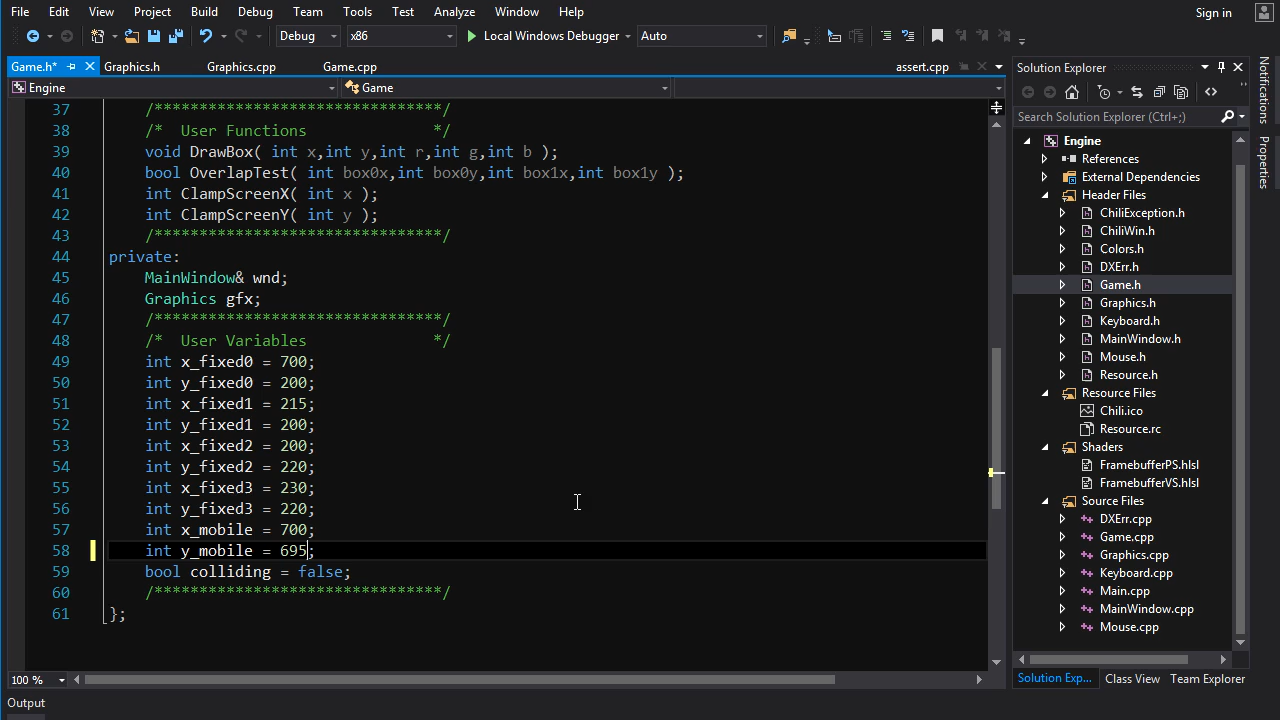 File Edit View Project Build Debug Team Tools Test Analyze Window Help Sign in
Debug x86 Local Windows Debugger Auto
Game.h* Graphics.h Graphics.cpp Game.cpp assert.cpp
Engine Game
37 /********************************/
38 /* User Functions */
39 void DrawBox( int x,int y,int r,int g,int b );
40 bool OverlapTest( int box0x,int box0y,int box1x,int box1y );
41 int ClampScreenX( int x );
42 int ClampScreenY( int y );
43 /********************************/
44 private:
45 MainWindow& wnd;
46 Graphics gfx;
47 /********************************/
48 /* User Variables */
49 int x_fixed0 = 700;
50 int y_fixed0 = 200;
51 int x_fixed1 = 215;
52 int y_fixed1 = 200;
53 int x_fixed2 = 200;
54 int y_fixed2 = 220;
55 int x_fixed3 = 230;
56 int y_fixed3 = 220;
57 int x_mobile = 700;
58 int y_mobile = 695;
59 bool colliding = false;
60 /********************************/
61 };
100 %
Output
Solution Explorer
Search Solution Explorer (Ctrl+;)
Engine
References
External Dependencies
Header Files
ChiliException.h
ChiliWin.h
Colors.h
DXErr.h
Game.h
Graphics.h
Keyboard.h
MainWindow.h
Mouse.h
Resource.h
Resource Files
Chili.ico
Resource.rc
Shaders
FramebufferPS.hlsl
FramebufferVS.hlsl
Source Files
DXErr.cpp
Game.cpp
Graphics.cpp
Keyboard.cpp
Main.cpp
MainWindow.cpp
Mouse.cpp
Solution Exp... Class View Team Explorer
Notifications
Properties